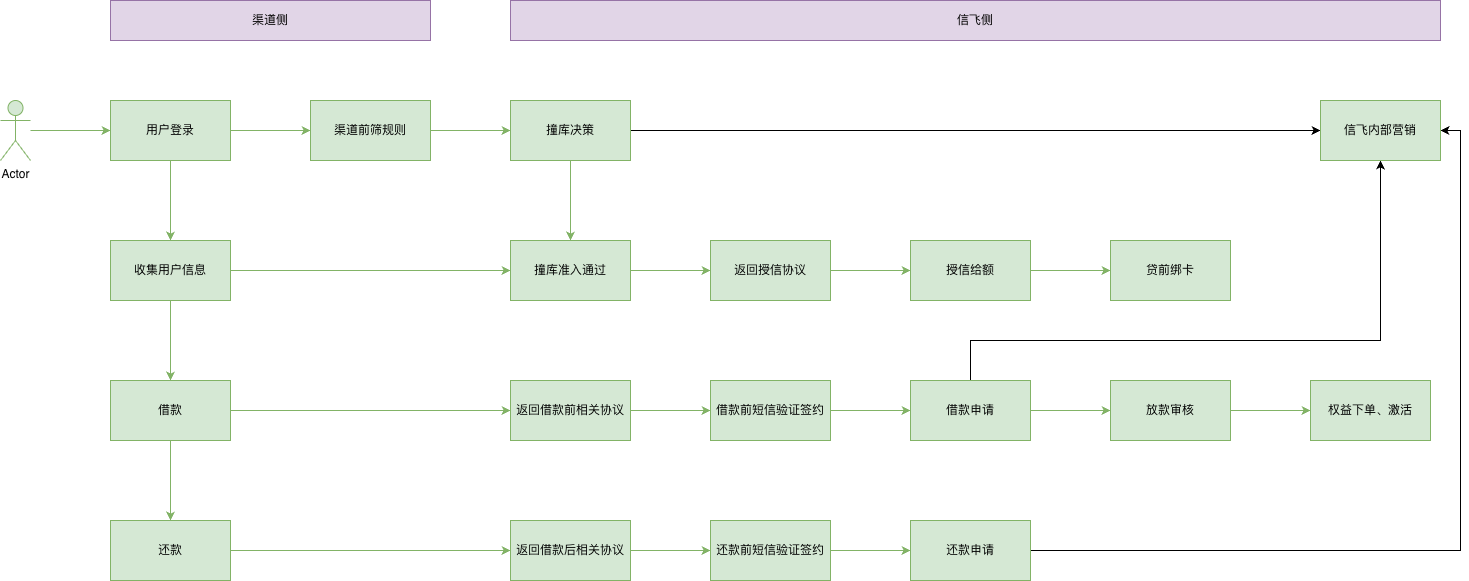 渠道侧
信飞侧
用户登录
渠道前筛规则
撞库决策
信飞内部营销
Actor
收集用户信息
撞库准入通过
返回授信协议
授信给额
贷前绑卡
借款
返回借款前相关协议
借款前短信验证签约
借款申请
放款审核
权益下单、激活
还款
返回借款后相关协议
还款前短信验证签约
还款申请